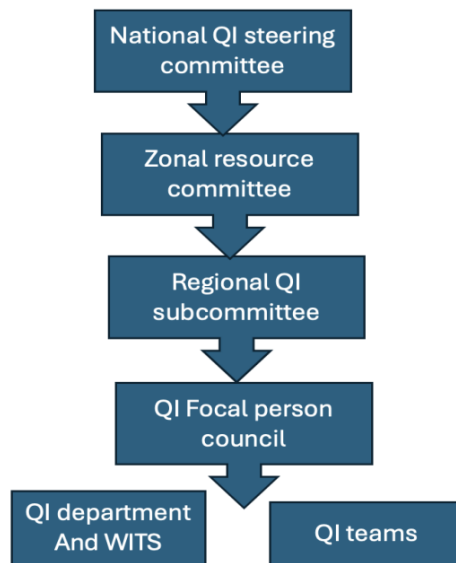 National QI steering
committee
Zonal resource
committee
Regional QI
subcommittee
QI Focal person
council
QI department
And WITS
QI teams